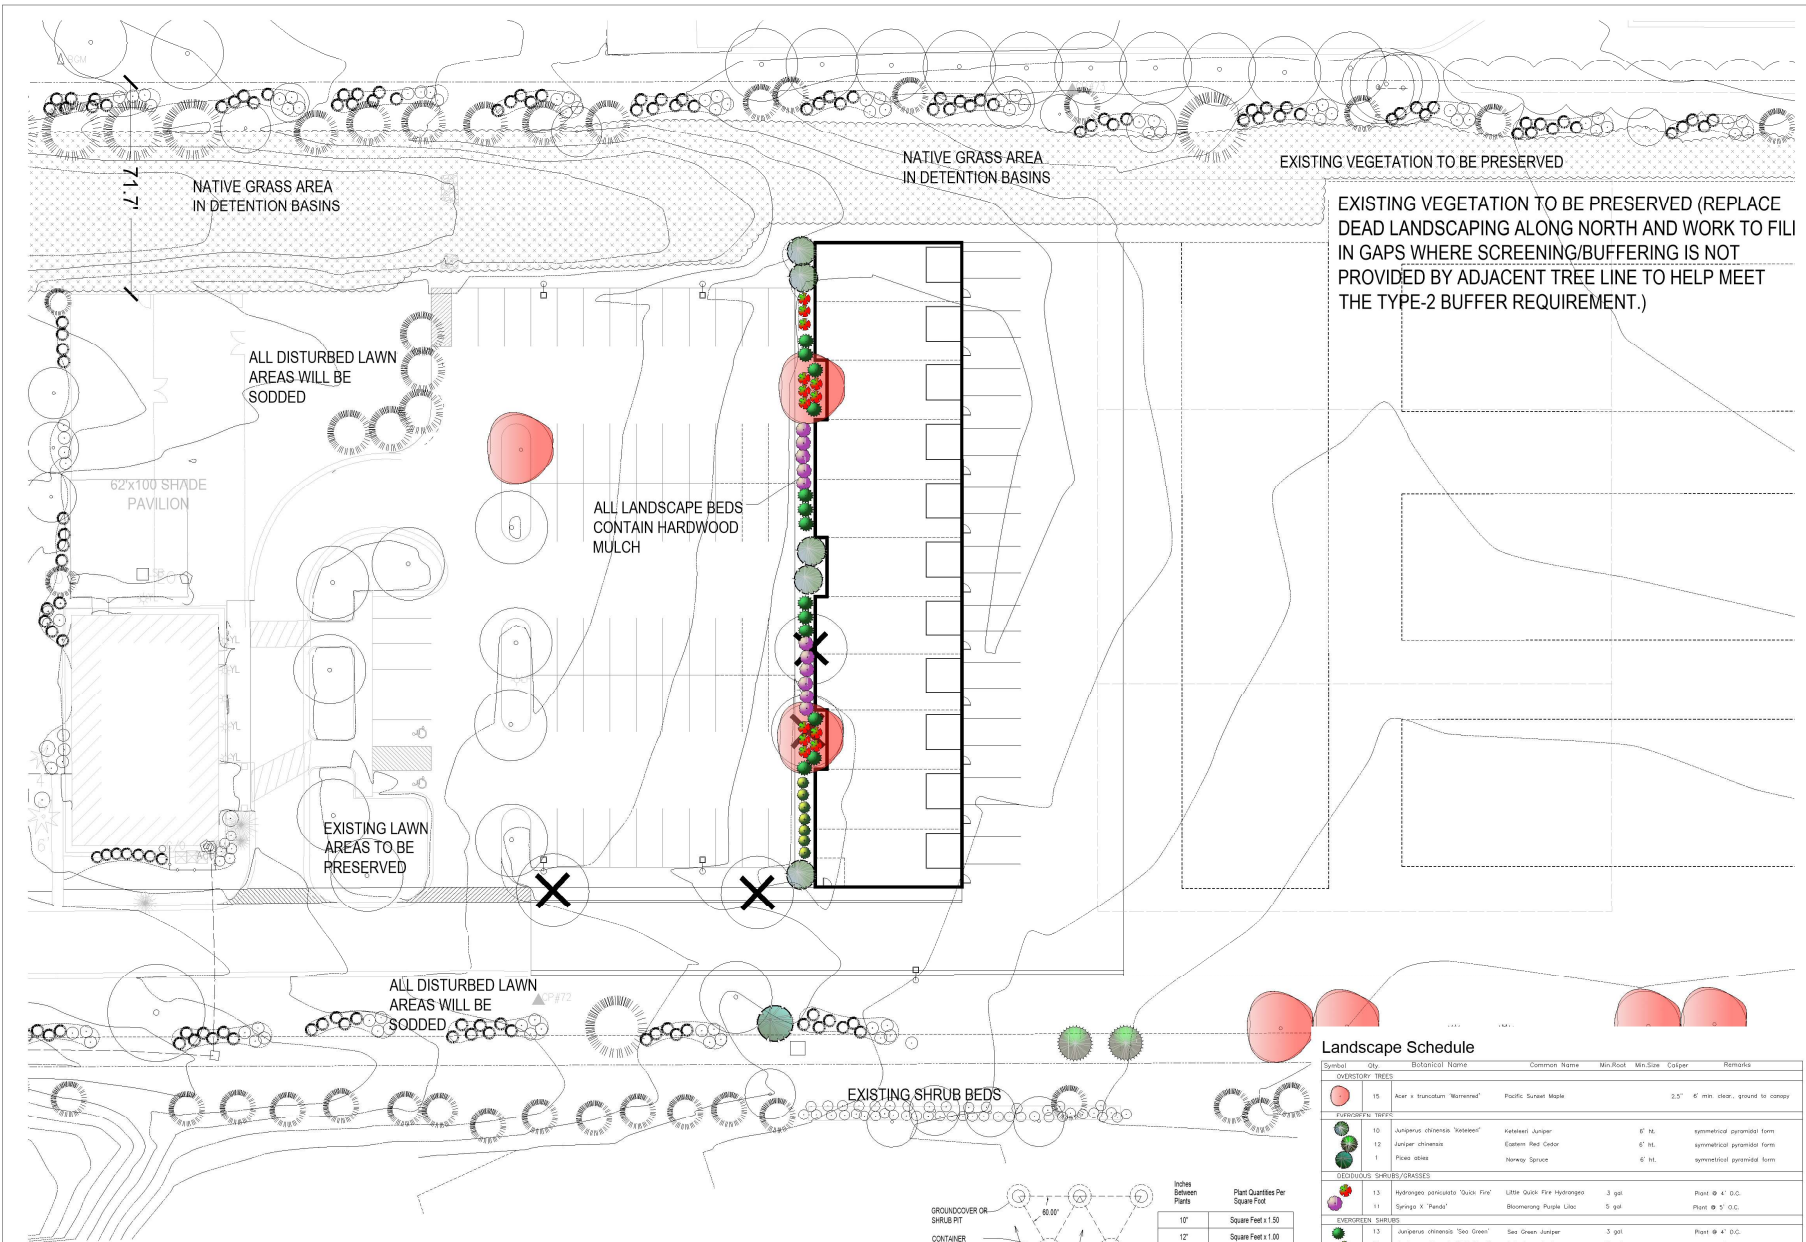 BCM
71.7'
NATIVE GRASS AREA
IN DETENTION BASINS
NATIVE GRASS AREA
IN DETENTION BASINS
EXISTING VEGETATION TO BE PRESERVED
EXISTING VEGETATION TO BE PRESERVED (REPLACE
DEAD LANDSCAPING ALONG NORTH AND WORK TO FILL
IN GAPS WHERE SCREENING/BUFFERING IS NOT
PROVIDED BY ADJACENT TREE LINE TO HELP MEET
THE TYPE-2 BUFFER REQUIREMENT.)
ALL DISTURBED LAWN
AREAS WILL BE
SODDED
62'x100 SHADE
PAVILION
ALL LANDSCAPE BEDS
CONTAIN HARDWOOD
MULCH
EXISTING LAWN
AREAS TO BE
PRESERVED
ALL DISTURBED LAWN
AREAS WILL BE
SODDED
CP#72
EXISTING SHRUB BEDS
Landscape Schedule
Symbol Qty. Botanical Name Common Name Min.Root Min.Size Caliper Remarks
OVERSTORY TREES
15 Acer x truncatum 'Warrenred' Pacific Sunset Maple 2.5" 6' min. clear., ground to canopy
EVERGREEN TREES
10 Juniperus chinensis 'Keteleeri' Keteleeri Juniper 6' ht. symmetrical pyramidal form
12 Juniper chinensis Eastern Red Cedar 6' ht. symmetrical pyramidal form
1 Picea abies Norway Spruce 6' ht. symmetrical pyramidal form
DECIDUOUS SHRUBS/GRASSES
13 Hydrangea paniculata 'Quick Fire' Little Quick Fire Hydrangea 3 gal Plant @ 4' O.C.
11 Syringa X 'Penda' Bloomerang Purple Lilac 5 gal Plant @ 5' O.C.
EVERGREEN SHRUBS
13 Juniperus chinensis 'Sea Green' Sea Green Juniper 3 gal Plant @ 4' O.C.
GROUNDCOVER OR
SHRUB PIT
60.00°
CONTAINER
Inches
Between
Plants
Plant Quantities Per
Square Foot
10" Square Feet x 1.50
12" Square Feet x 1.00